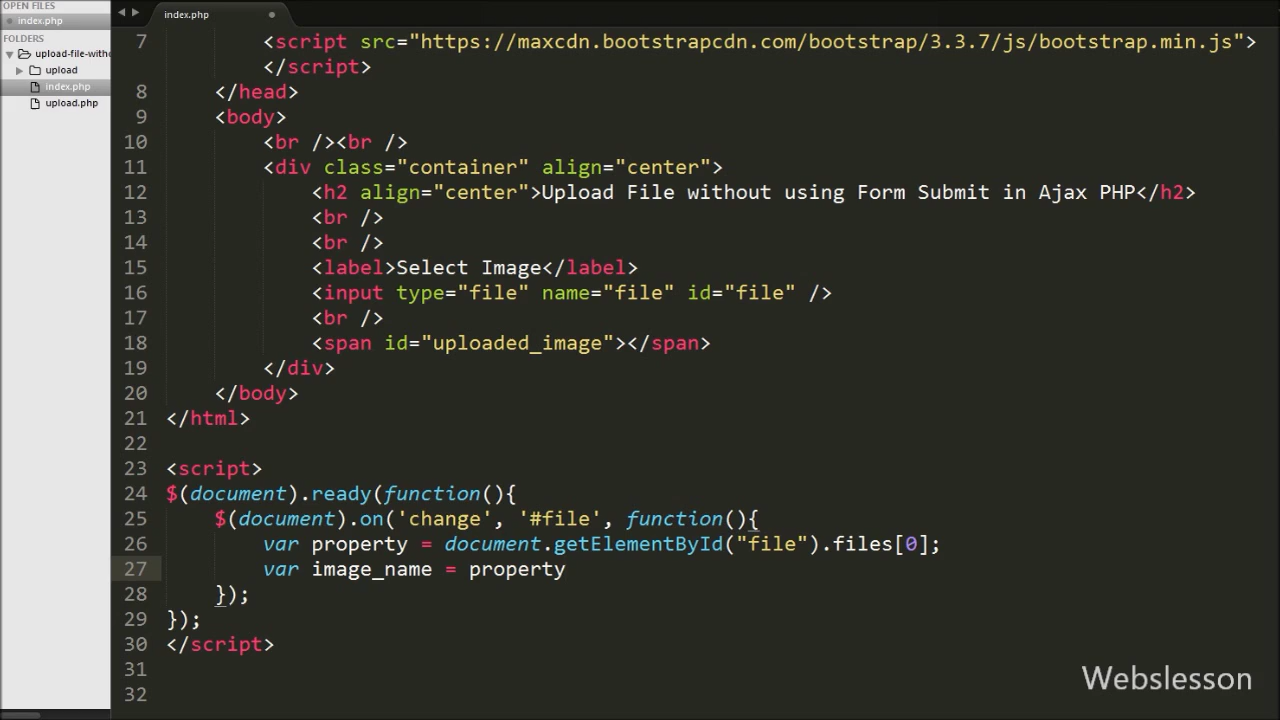 OPEN FILES
index.php
FOLDERS
upload-file-witho
upload
index.php
upload.php
index.php
7 <script src="https://maxcdn.bootstrapcdn.com/bootstrap/3.3.7/js/bootstrap.min.js">
</script>
8 </head>
9 <body>
10 <br /><br />
11 <div class="container" align="center">
12 <h2 align="center">Upload File without using Form Submit in Ajax PHP</h2>
13 <br />
14 <br />
15 <label>Select Image</label>
16 <input type="file" name="file" id="file" />
17 <br />
18 <span id="uploaded_image"></span>
19 </div>
20 </body>
21 </html>
22
23 <script>
24 $(document).ready(function(){
25 $(document).on('change', '#file', function(){
26 var property = document.getElementById("file").files[0];
27 var image_name = property
28 });
29 });
30 </script>
31
32
Webslesson